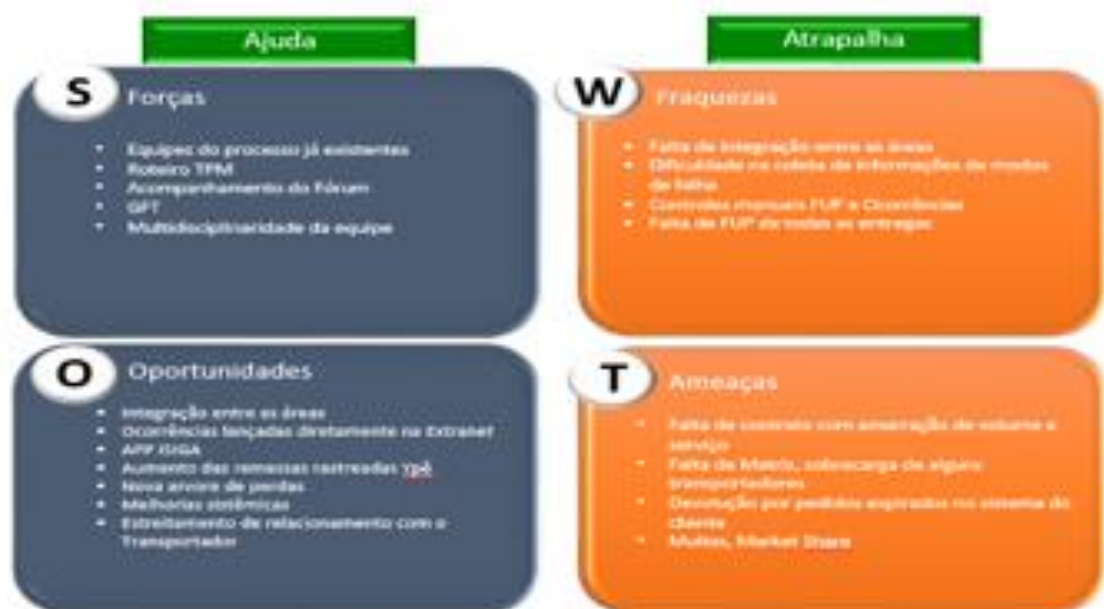 Ajuda
S
Forças
• Equipes do processo já existentes
• Roteiro TPM
• Acompanhamento do Fórum
• GFT
• Multidisciplinaridade da equipe
Atrapalha
W
Fraquezas
• Falta de integração entre as áreas
• Dificuldade na coleta de informações de modos
de falha
• Controles manuais FUP e Ocorrências
• Falta de FUP de todas as entregas
O
Oportunidades
• Integração entre as áreas
• Ocorrências lançadas diretamente na Extranet
• APP
• Aumento das remessas rastreadas Ypê
• Nova arvore de perdas
• Melhorias sistêmicas
• Estreitamento de relacionamento com o
Transportador
T
Ameaças
• Falta de contrato com amarração de volume e
serviço
• Falta de Matrix, sobrecarga de alguns
transportadores
• Devolução por pedidos expirados no sistema do
cliente
• Multas, Market Share